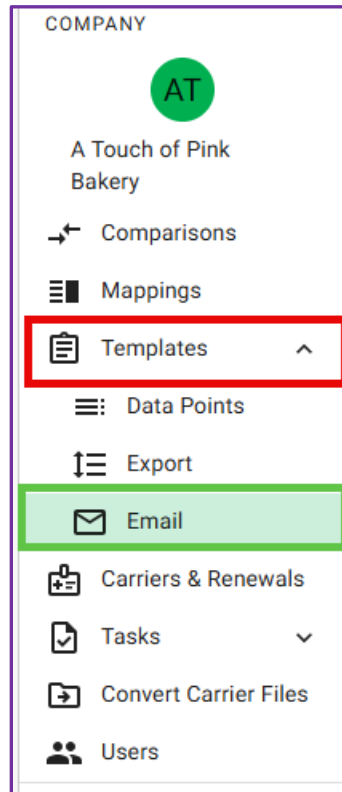 COMPANY
AT
A Touch of Pink
Bakery
Comparisons
Mappings
Templates
Data Points
Export
Email
Carriers & Renewals
Tasks
Convert Carrier Files
Users